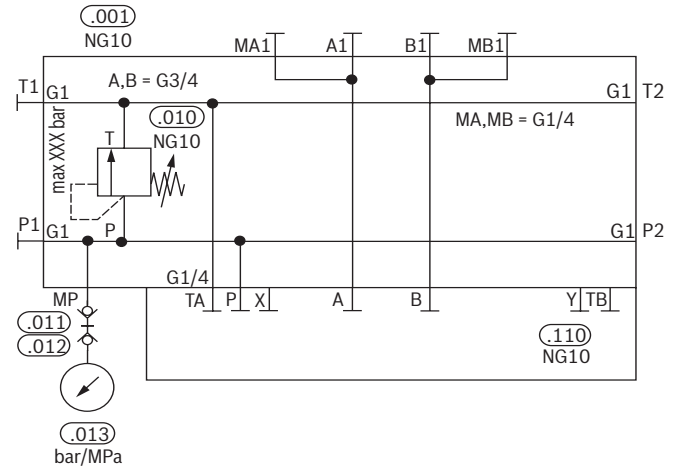 .001
NG10
MA1 A1 B1 MB1
T1 G1 A,B = G3/4 G1 T2
.010
NG10
MA,MB = G1/4
max XXX bar
T
P1 G1 P G1 P2
G1/4
MP TA P X A B Y TB
.011
.012
.110
NG10
.013
bar/MPa